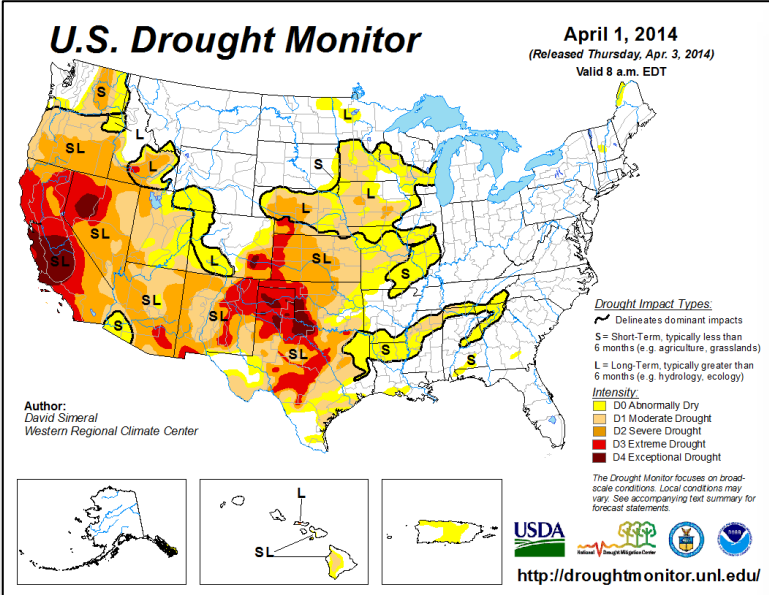 U.S. Drought Monitor
April 1, 2014
(Released Thursday, Apr. 3, 2014)
Valid 8 a.m. EDT
S
L
L
SL
L
S
L
L
SL
SL
SL
S
L
SL
SL
S
S
SL
S
Drought Impact Types:
Delineates dominant impacts
S = Short-Term, typically less than
6 months (e.g. agriculture, grasslands)
L = Long-Term, typically greater than
6 months (e.g. hydrology, ecology)
Intensity:
D0 Abnormally Dry
D1 Moderate Drought
D2 Severe Drought
D3 Extreme Drought
D4 Exceptional Drought
Author:
David Simeral
Western Regional Climate Center
The Drought Monitor focuses on broad-
scale conditions. Local conditions may
vary. See accompanying text summary for
forecast statements.
L
SL
USDA
National Drought Mitigation Center
http://droughtmonitor.unl.edu/